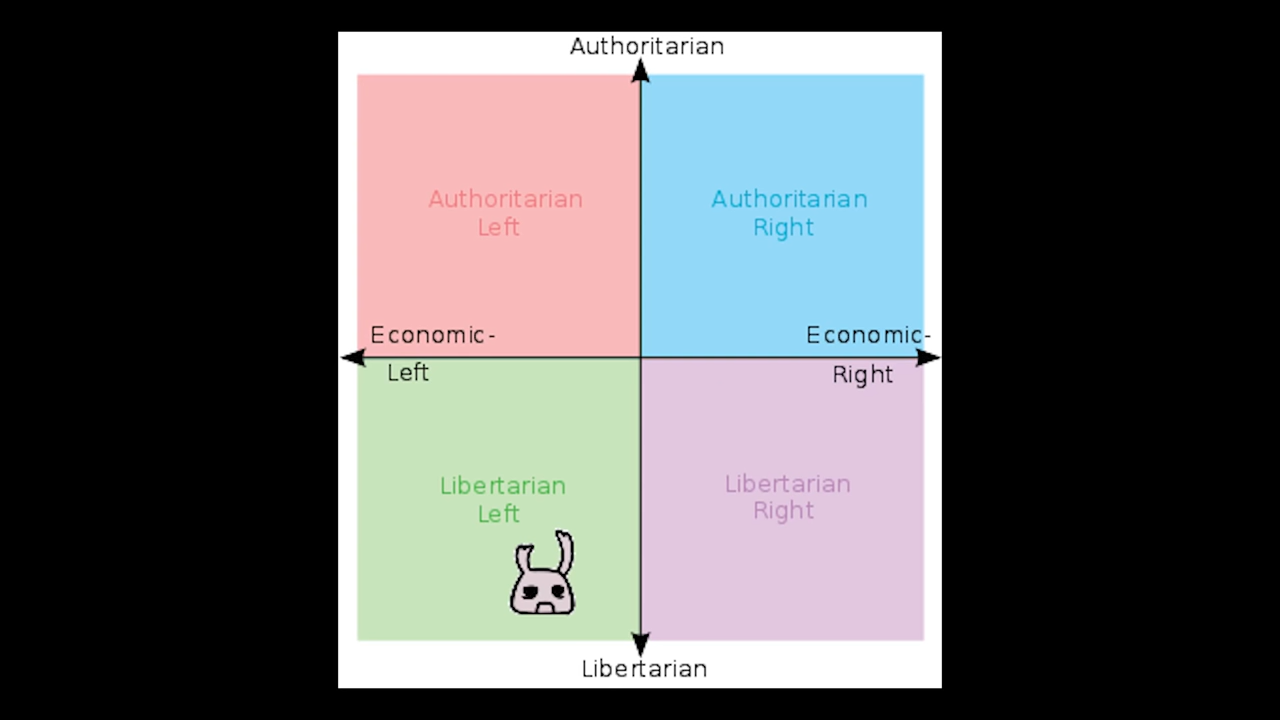 Authoritarian
Authoritarian
Left
Authoritarian
Right
Economic-
Left
Economic-
Right
Libertarian
Left
Libertarian
Right
Libertarian